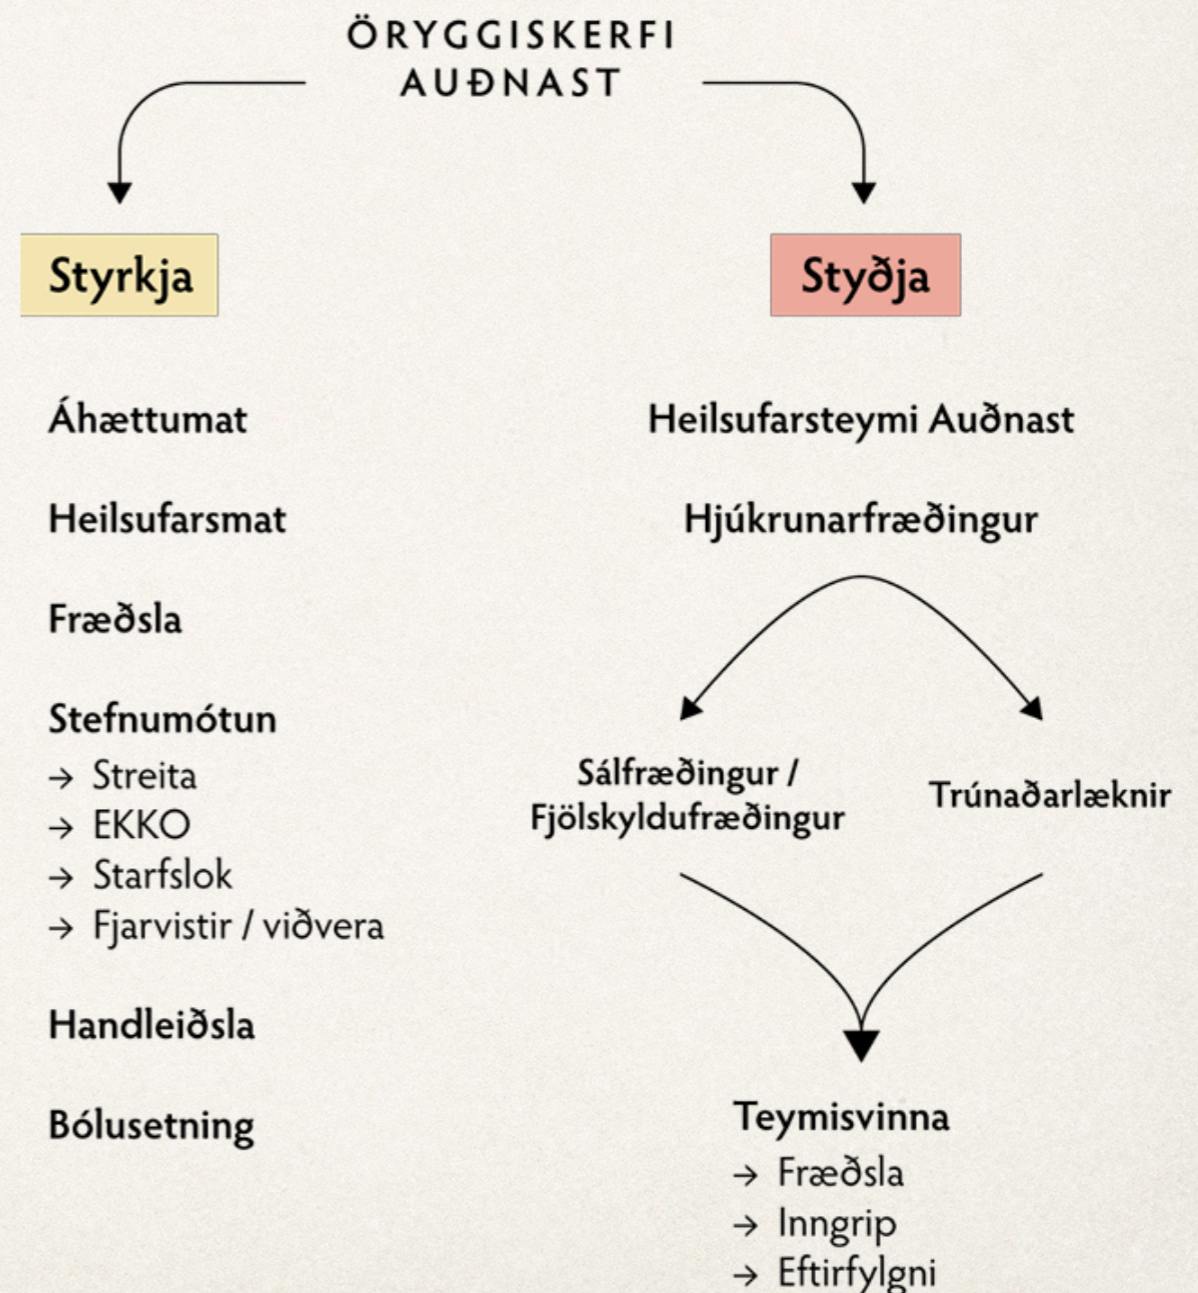 ÖRYGGISKERFI
AUÐNAST
Styrkja
Áhættumat
Heilsufarsmat
Fræðsla
Stefnumótun
→ Streita
→ EKKO
→ Starfslok
→ Fjarvistir / viðvera
Handleiðsla
Bólusetning
Styðja
Heilsufarsteymi Auðnast
Hjúkrunarfræðingur
Sálfræðingur /
Fjölskyldufræðingur
Trúnaðarlæknir
Teymisvinna
→ Fræðsla
→ Inngrip
→ Eftirfylgni